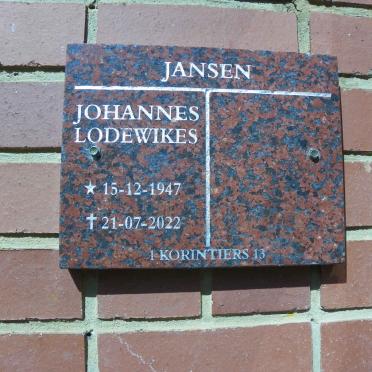 JANSEN
JOHANNES
LODEWIKES
★ 15-12-1947
✝ 21-07-2022
1 KORINTIERS 13